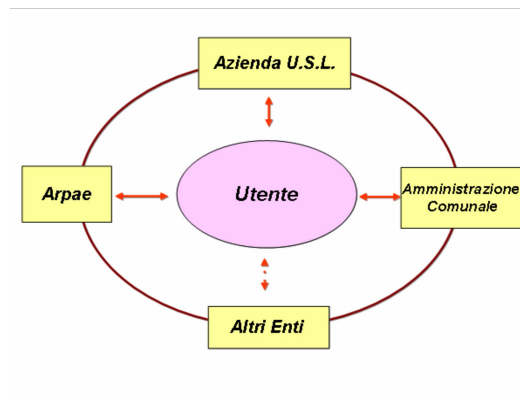 Azienda U.S.L.
Arpae
Utente
Amministrazione
Comunale
Altri Enti